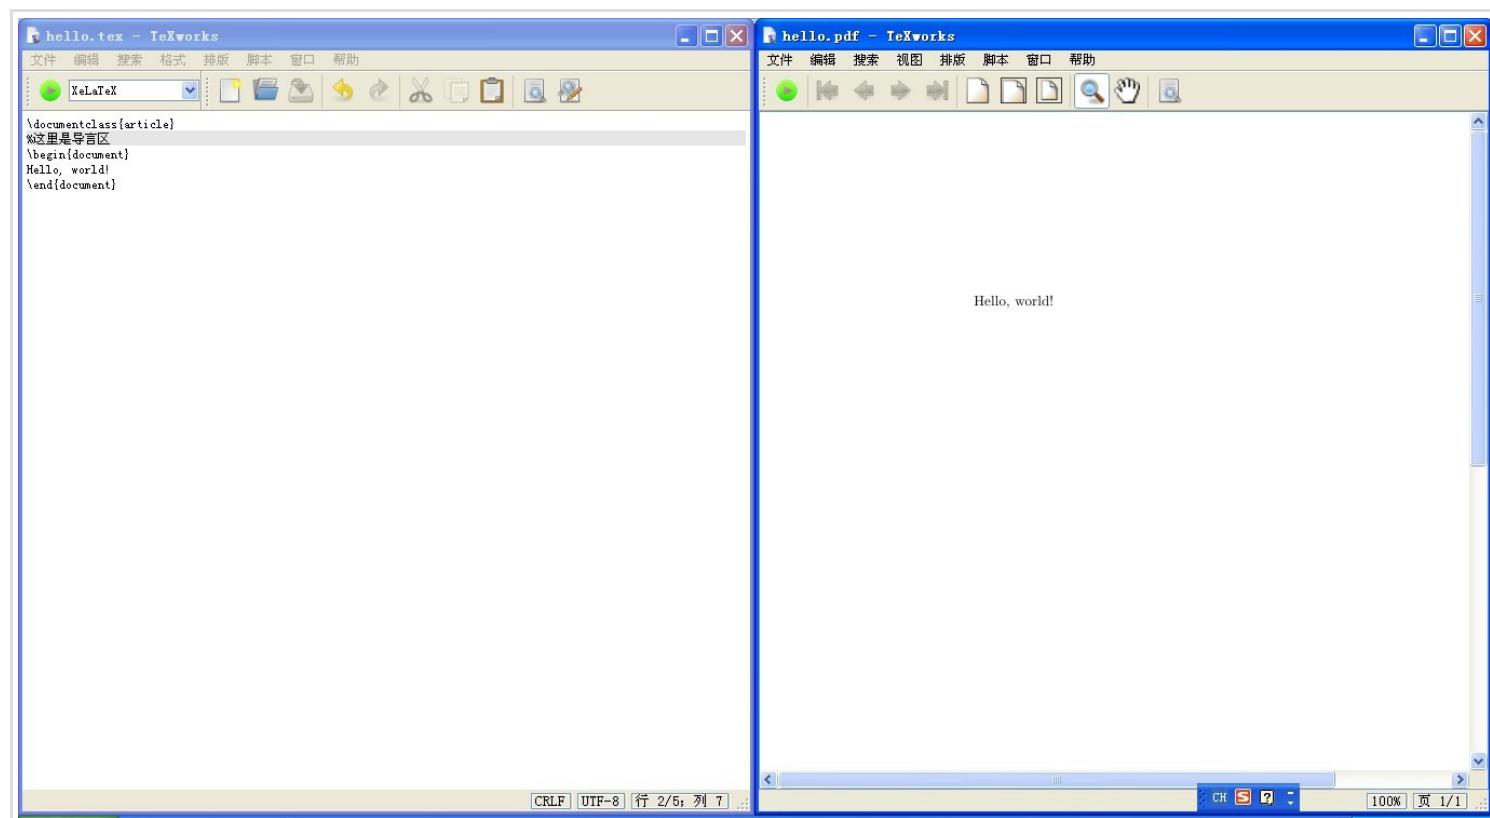 hello.tex - TeXworks
文件 编辑 搜索 格式 排版 脚本 窗口 帮助
XeLaTeX
\documentclass{article}
%这里是导言区
\begin{document}
Hello, world!
\end{document}
CRLF UTF-8 行 2/5; 列 7
hello.pdf - TeXworks
文件 编辑 搜索 视图 排版 脚本 窗口 帮助
Hello, world!
CH S ?
100% 页 1/1